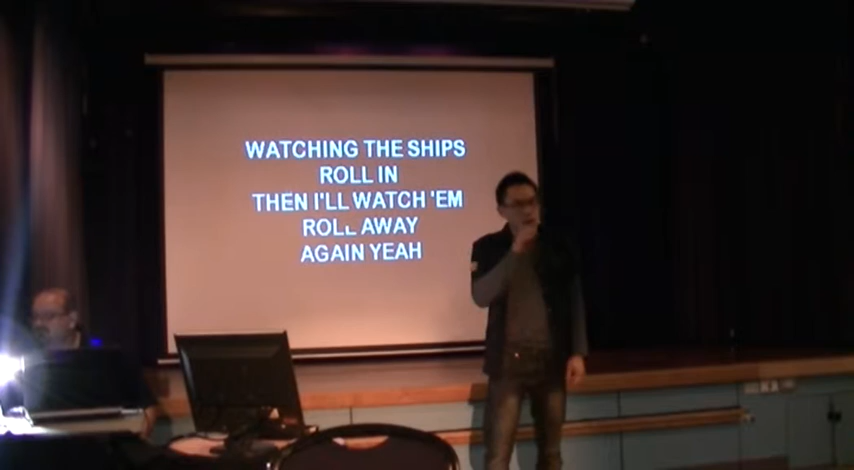 WATCHING THE SHIPS
ROLL IN
THEN I'LL WATCH 'EM
ROLL AWAY
AGAIN YEAH